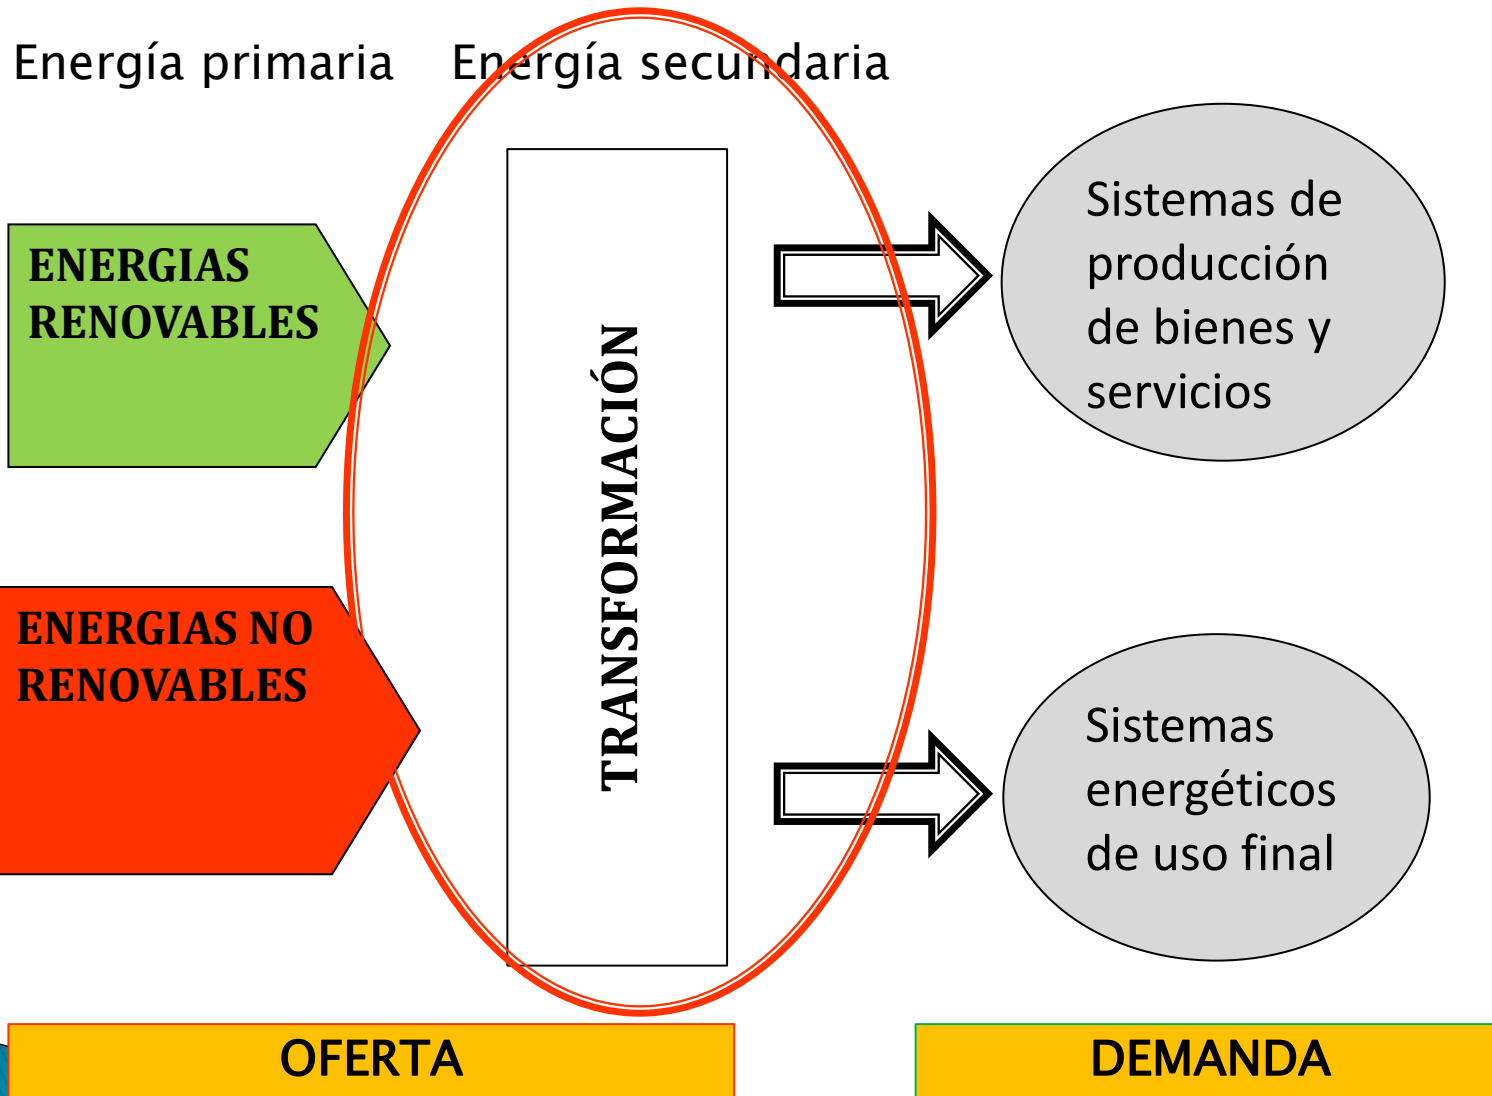 Energía primaria
Energía secundaria
ENERGIAS
RENOVABLES
ENERGIAS NO
RENOVABLES
TRANSFORMACIÓN
Sistemas de
producción
de bienes y
servicios
Sistemas
energéticos
de uso final
OFERTA
DEMANDA